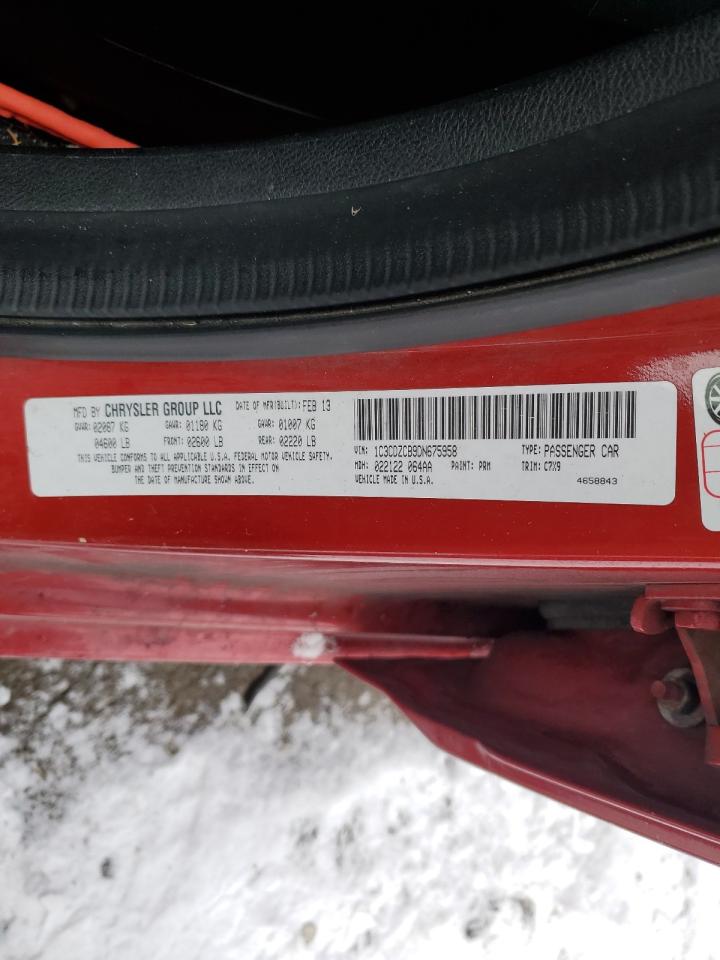 MFD BY CHRYSLER GROUP LLC DATE OF MFR(BUILT): FEB 13
GVWR: 02067 KG GAWR: 01180 KG GAWR: 01007 KG
04600 LB FRONT: 02600 LB REAR: 02220 LB
THIS VEHICLE CONFORMS TO ALL APPLICABLE U.S.A. FEDERAL MOTOR VEHICLE SAFETY,
BUMPER AND THEFT PREVENTION STANDARDS IN EFFECT ON
THE DATE OF MANUFACTURE SHOWN ABOVE.
VIN: 1C3CDZCB9DN675958 TYPE: PASSENGER CAR
MDH: 022122 064AA PAINT: PRM TRIM: C7X9
VEHICLE MADE IN U.S.A. 4658843